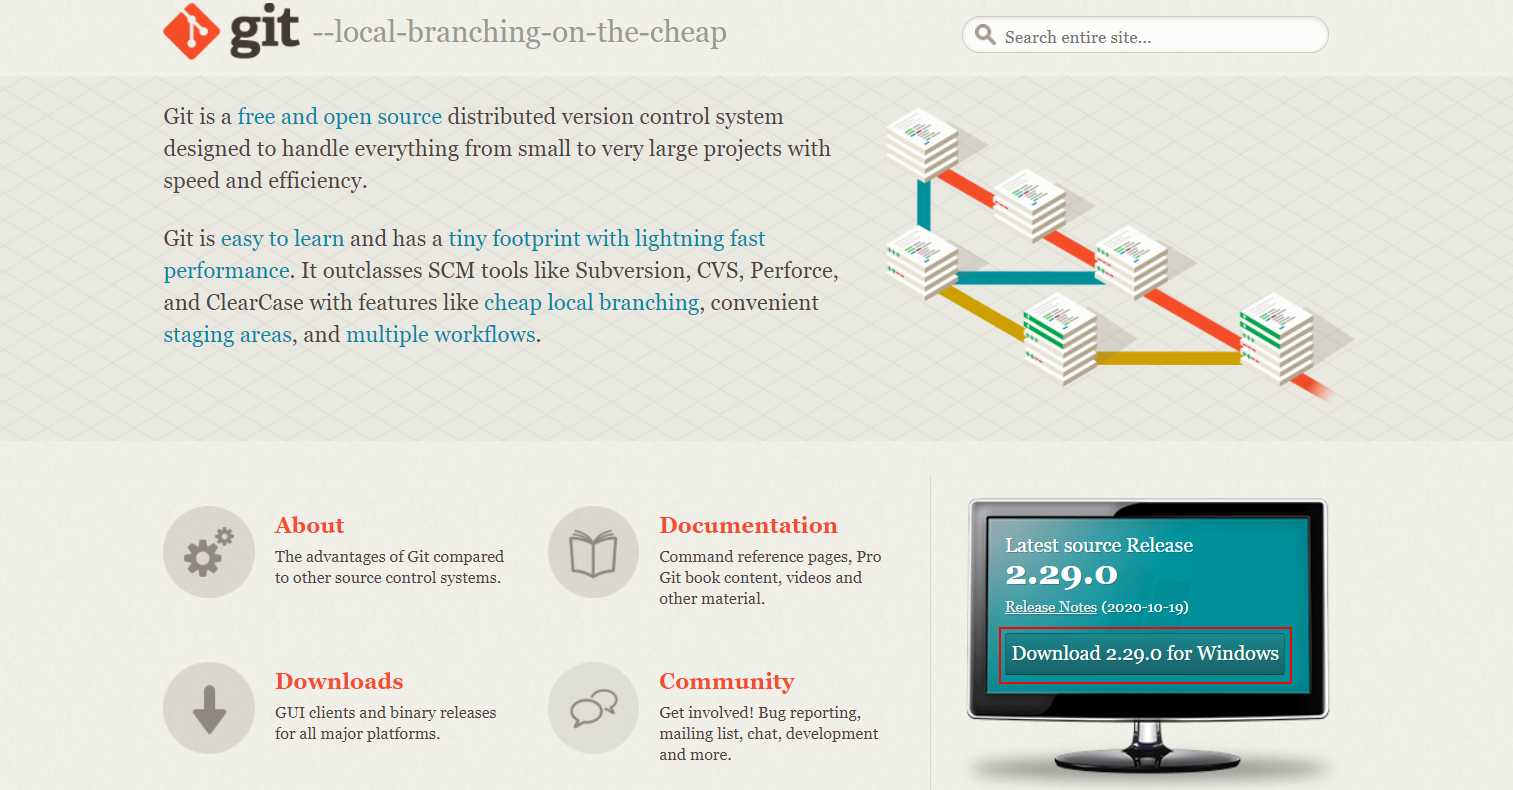 git --local-branching-on-the-cheap
Search entire site...
Git is a free and open source distributed version control system
designed to handle everything from small to very large projects with
speed and efficiency.
Git is easy to learn and has a tiny footprint with lightning fast
performance. It outclasses SCM tools like Subversion, CVS, Perforce,
and ClearCase with features like cheap local branching, convenient
staging areas, and multiple workflows.
About
The advantages of Git compared
to other source control systems.
Documentation
Command reference pages, Pro
Git book content, videos and
other material.
Downloads
GUI clients and binary releases
for all major platforms.
Community
Get involved! Bug reporting,
mailing list, chat, development
and more.
Latest source Release
2.29.0
Release Notes (2020-10-19)
Download 2.29.0 for Windows